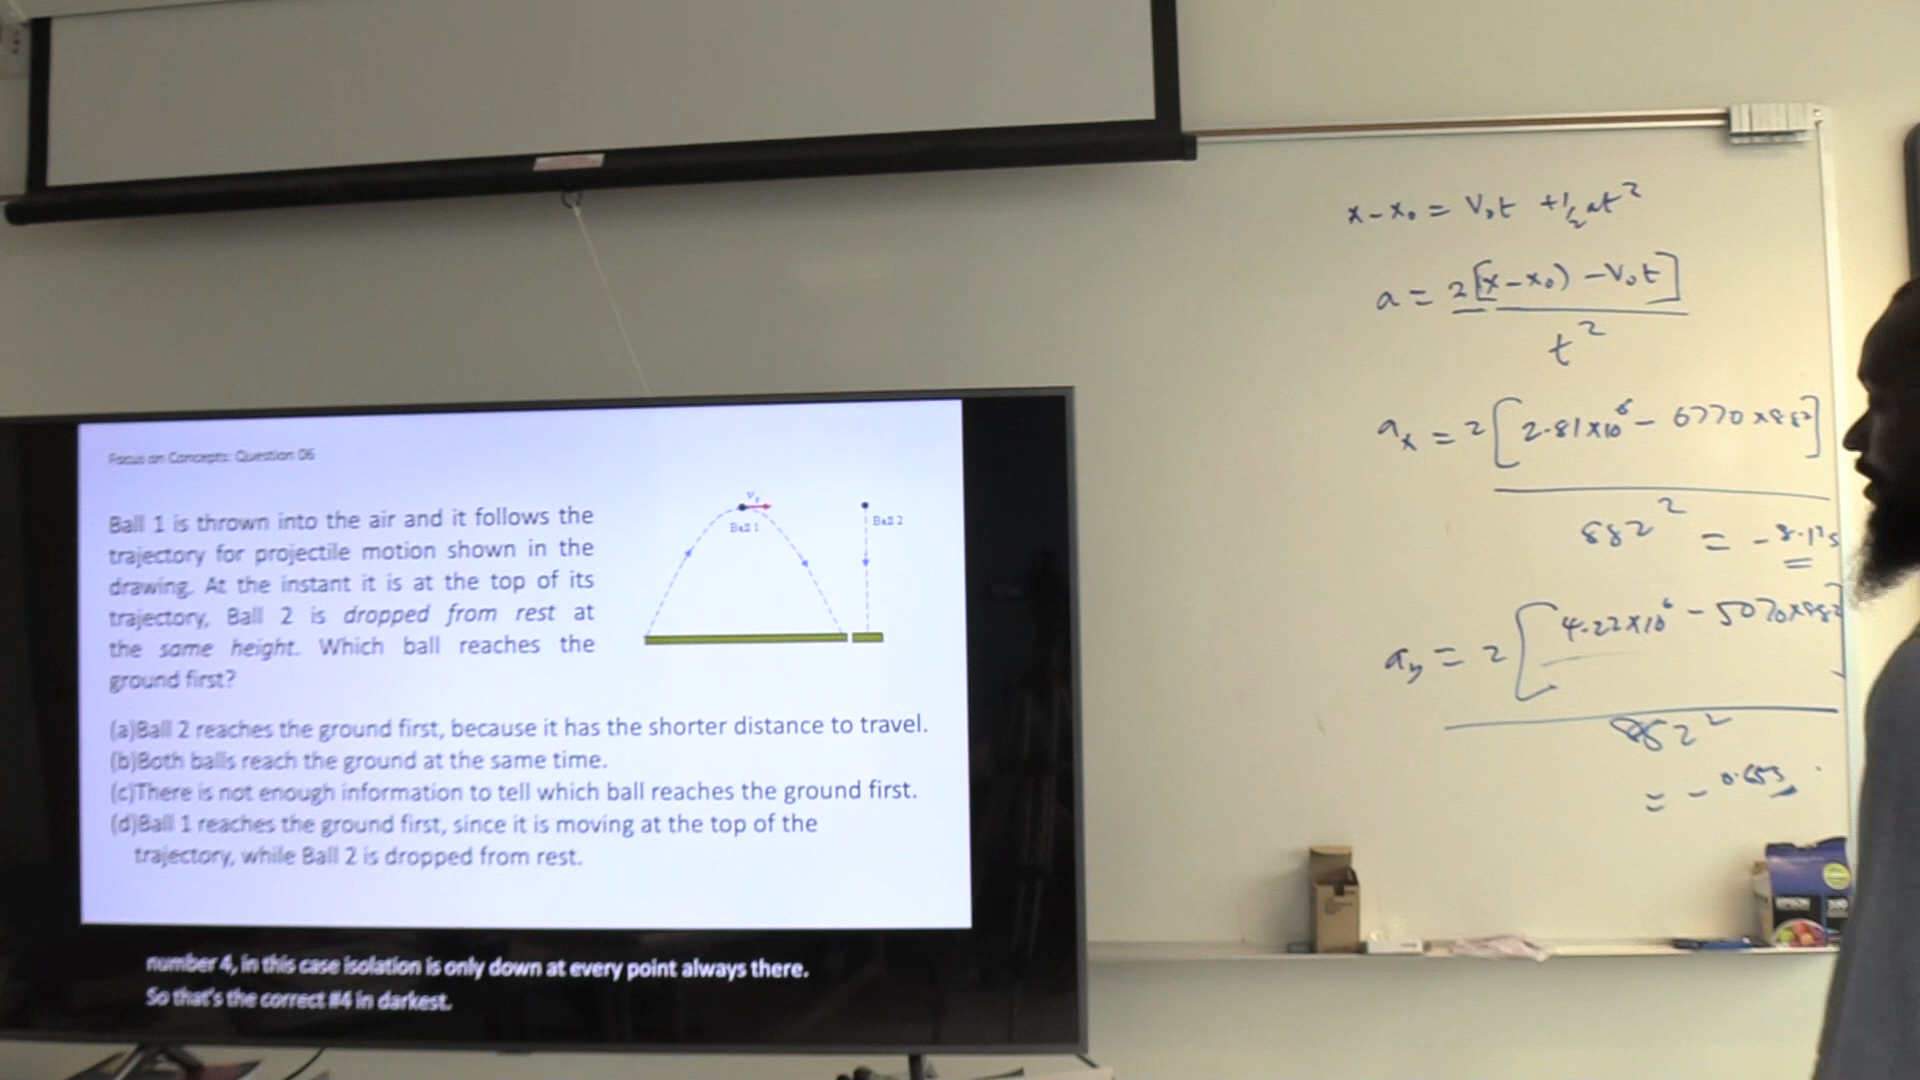 Focus on Concepts: Question 06
Ball 1 is thrown into the air and it follows the
trajectory for projectile motion shown in the
drawing. At the instant it is at the top of its
trajectory, Ball 2 is dropped from rest at
the same height. Which ball reaches the
ground first?
Ball 1
Ball 2
(a)Ball 2 reaches the ground first, because it has the shorter distance to travel.
(b)Both balls reach the ground at the same time.
(c)There is not enough information to tell which ball reaches the ground first.
(d)Ball 1 reaches the ground first, since it is moving at the top of the
trajectory, while Ball 2 is dropped from rest.
number 4, in this case isolation is only down at every point always there.
So that's the correct #4 in darkest.
x-x₀ = V₀t + ½at²
a = 2[x-x₀) - V₀t]
t²
aₓ = 2[2.81x10⁶ - 6770x882]
882² = -8.
a_y = 2[4.22x10⁶ - 5070x882]
882²
= -0.
EPSON